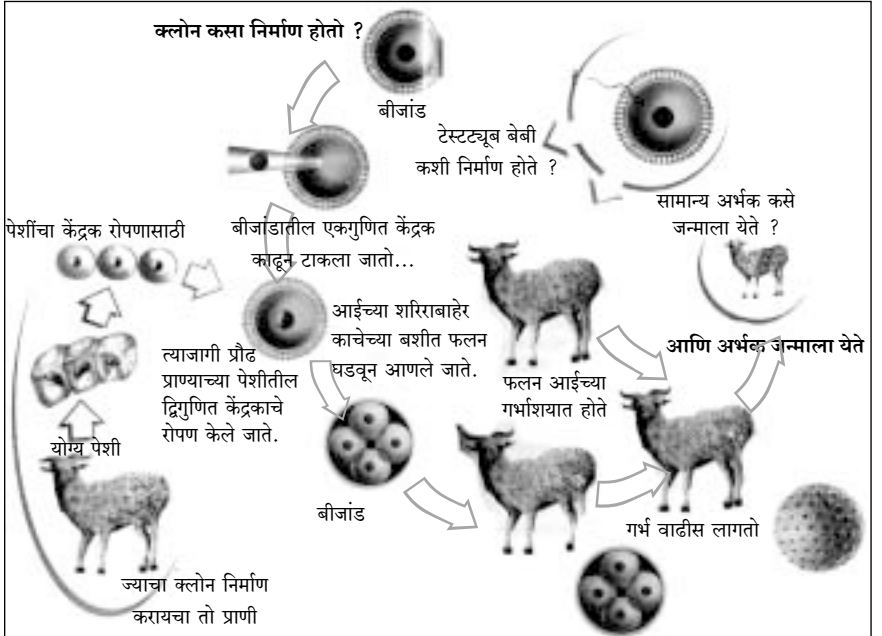 क्लोन कसा निर्माण होतो ?
बीजांड
टेस्टट्यूब बेबी
कशी निर्माण होते ?
सामान्य अर्भक कसे
जन्माला येते ?
पेशींचा केंद्रक रोपणासाठी
बीजांडातील एकगुणित केंद्रक
काढून टाकला जातो...
आईच्या शरिराबाहेर
काचेच्या बशीत फलन
घडवून आणले जाते.
त्याजागी प्रौढ
प्राण्याच्या पेशीतील
द्विगुणित केंद्रकाचे
रोपण केले जाते.
आणि अर्भक जन्माला येते
फलन आईच्या
गर्भाशयात होते
योग्य पेशी
बीजांड
गर्भ वाढीस लागतो
ज्याचा क्लोन निर्माण
करायचा तो प्राणी